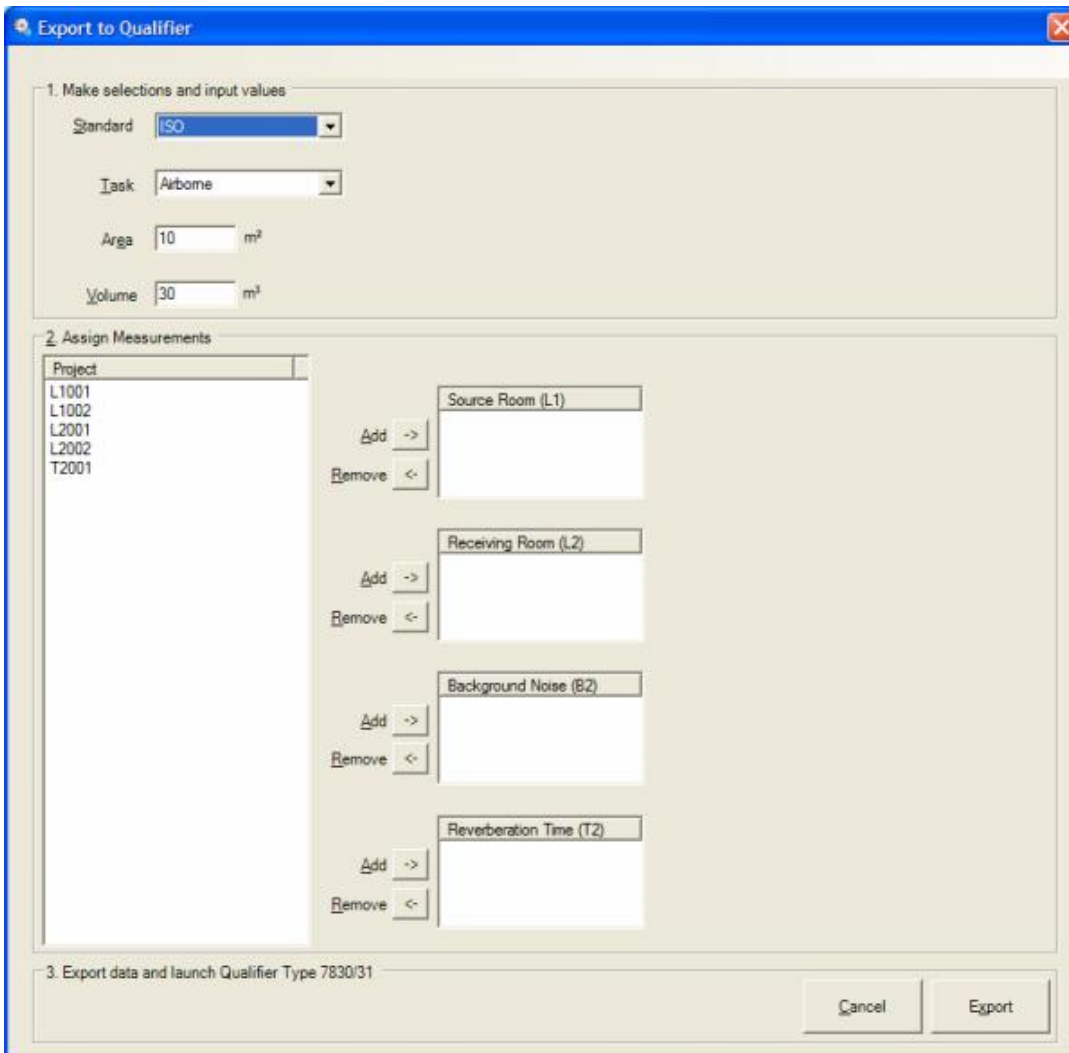 Export to Qualifier
1. Make selections and input values
Standard ISO
Task Airborne
Area 10 m²
Volume 30 m³
2. Assign Measurements
Project
L1001
L1002
L2001
L2002
T2001
Source Room (L1)
Add ->
Remove <-
Receiving Room (L2)
Add ->
Remove <-
Background Noise (B2)
Add ->
Remove <-
Reverberation Time (T2)
Add ->
Remove <-
3. Export data and launch Qualifier Type 7830/31
Cancel Export